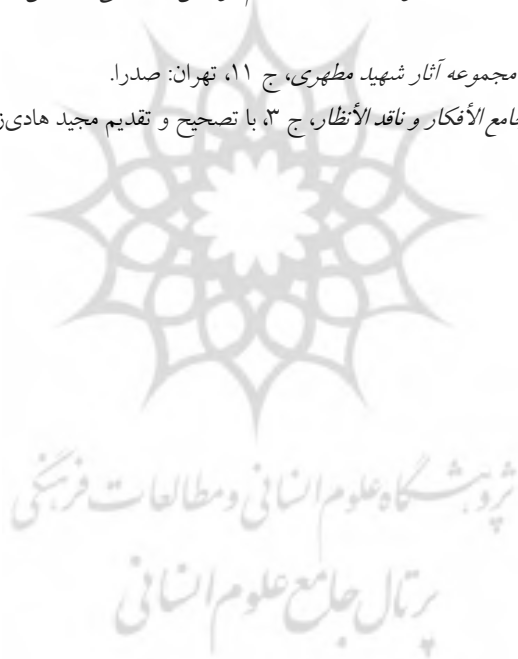 مجموعه آثار شهید مطهری، ج ۱۱، تهران: صدرا.
جامع الأفکار و ناقد الأنظار، ج ۳، با تصحیح و تقدیم مجید هادی‌ز
پژوهشگاه علوم انسانی و مطالعات فرهنگی
پرتال جامع علوم انسانی